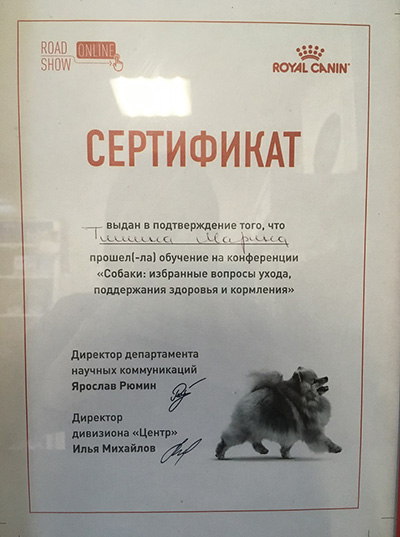 ROAD
SHOW
ONLINE
ROYAL CANIN
СЕРТИФИКАТ
выдан в подтверждение того, что
Марина
прошел(-ла) обучение на конференции
«Собаки: избранные вопросы ухода,
поддержания здоровья и кормления»
Директор департамента
научных коммуникаций
Ярослав Рюмин
Директор
дивизиона «Центр»
Илья Михайлов